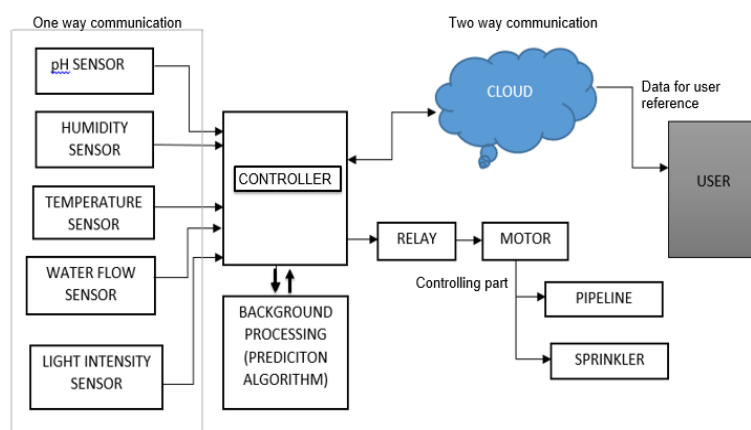 One way communication
Two way communication
pH SENSOR
HUMIDITY
SENSOR
TEMPERATURE
SENSOR
WATER FLOW
SENSOR
LIGHT INTENSITY
SENSOR
CONTROLLER
BACKGROUND
PROCESSING
(PREDICITON
ALGORITHM)
CLOUD
Data for user
reference
USER
RELAY
MOTOR
Controlling part
PIPELINE
SPRINKLER